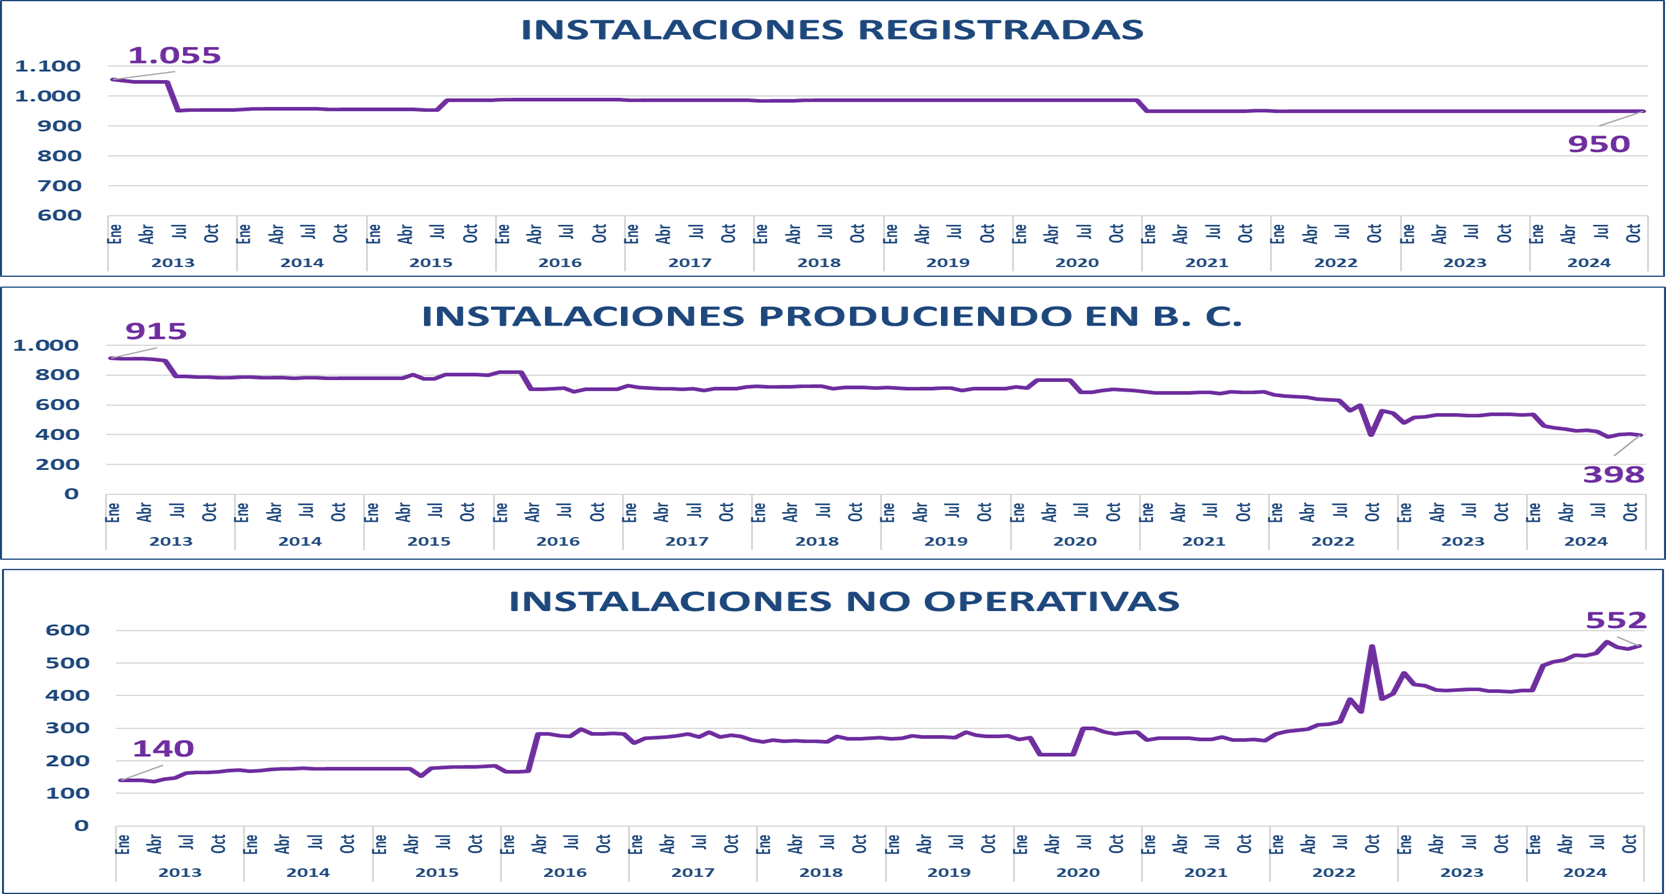 INSTALACIONES REGISTRADAS
1.055
1.100
1.000
900
950
800
700
600
Ene Abr Jul Oct Ene Abr Jul Oct Ene Abr Jul Oct Ene Abr Jul Oct Ene Abr Jul Oct Ene Abr Jul Oct Ene Abr Jul Oct Ene Abr Jul Oct Ene Abr Jul Oct Ene Abr Jul Oct Ene Abr Jul Oct Ene Abr Jul Oct
2013 2014 2015 2016 2017 2018 2019 2020 2021 2022 2023 2024
INSTALACIONES PRODUCIENDO EN B. C.
915
1.000
800
600
400
200
398
0
Ene Abr Jul Oct Ene Abr Jul Oct Ene Abr Jul Oct Ene Abr Jul Oct Ene Abr Jul Oct Ene Abr Jul Oct Ene Abr Jul Oct Ene Abr Jul Oct Ene Abr Jul Oct Ene Abr Jul Oct Ene Abr Jul Oct Ene Abr Jul Oct
2013 2014 2015 2016 2017 2018 2019 2020 2021 2022 2023 2024
INSTALACIONES NO OPERATIVAS
552
600
500
400
300
140
200
100
0
Ene Abr Jul Oct Ene Abr Jul Oct Ene Abr Jul Oct Ene Abr Jul Oct Ene Abr Jul Oct Ene Abr Jul Oct Ene Abr Jul Oct Ene Abr Jul Oct Ene Abr Jul Oct Ene Abr Jul Oct Ene Abr Jul Oct Ene Abr Jul Oct
2013 2014 2015 2016 2017 2018 2019 2020 2021 2022 2023 2024